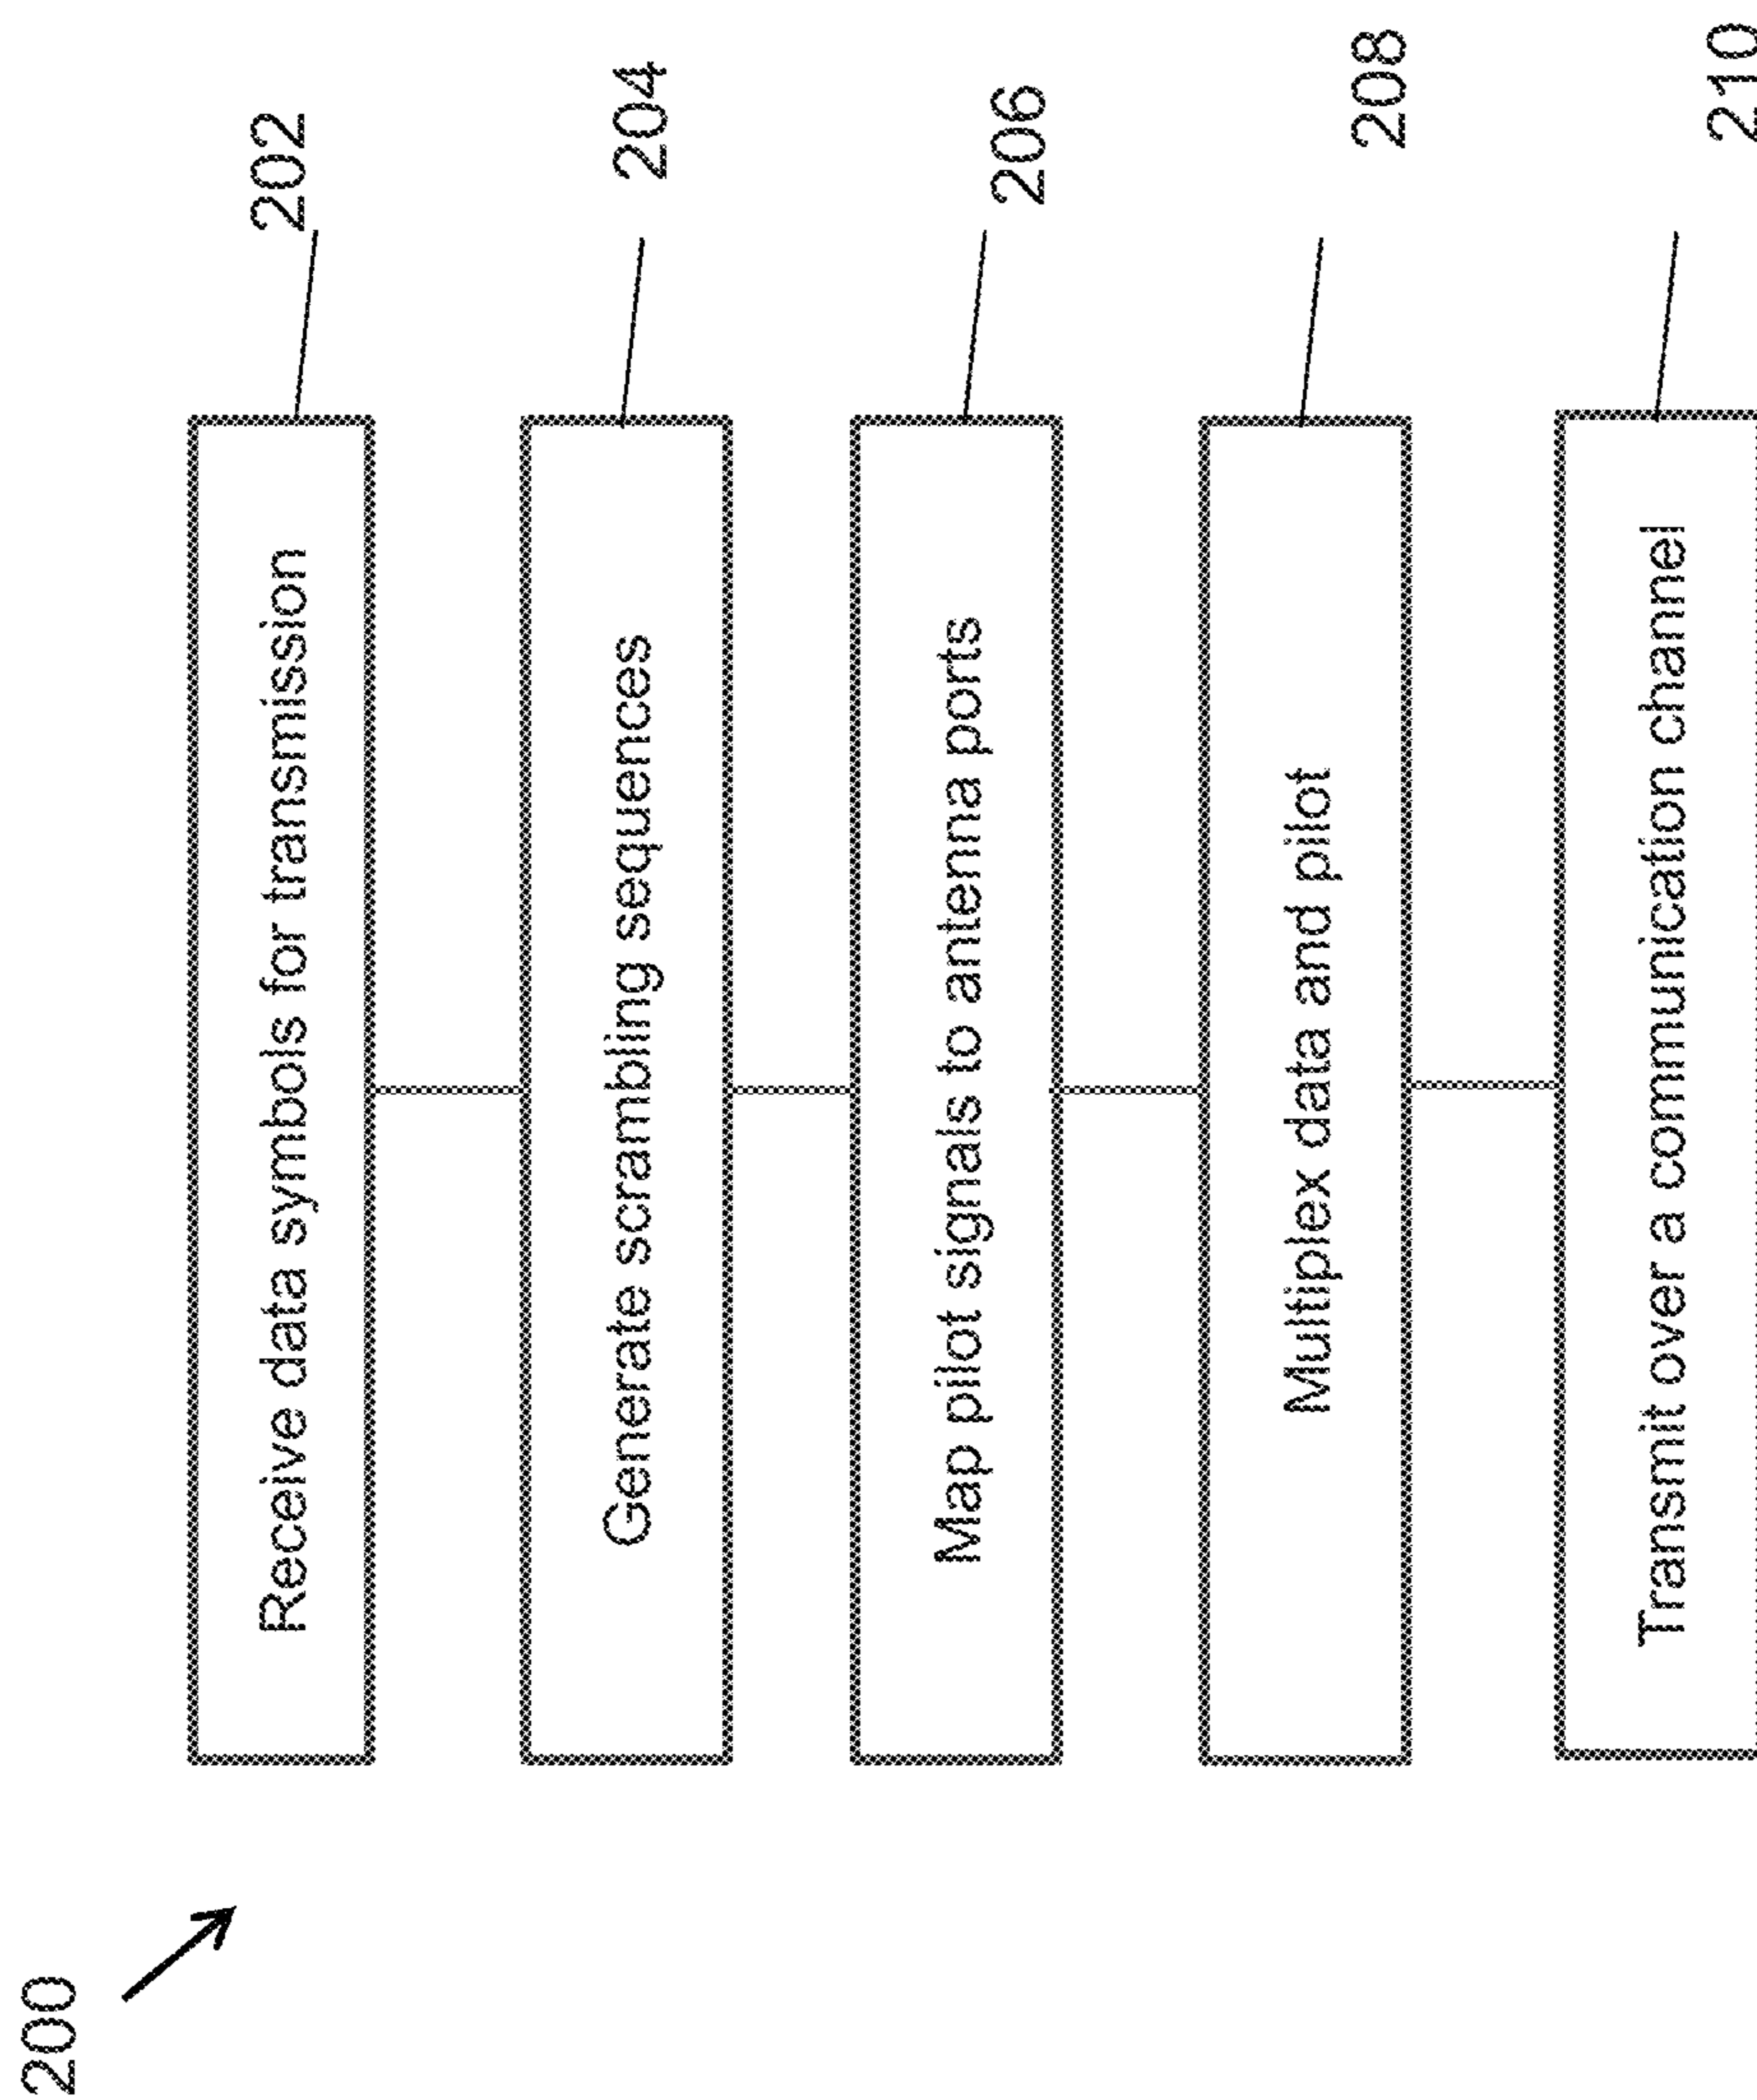 200
Receive data symbols for transmission
202
Generate scrambling sequences
204
Map pilot signals to antenna ports
206
Multiplex data and pilot
208
Transmit over a communication channel
210